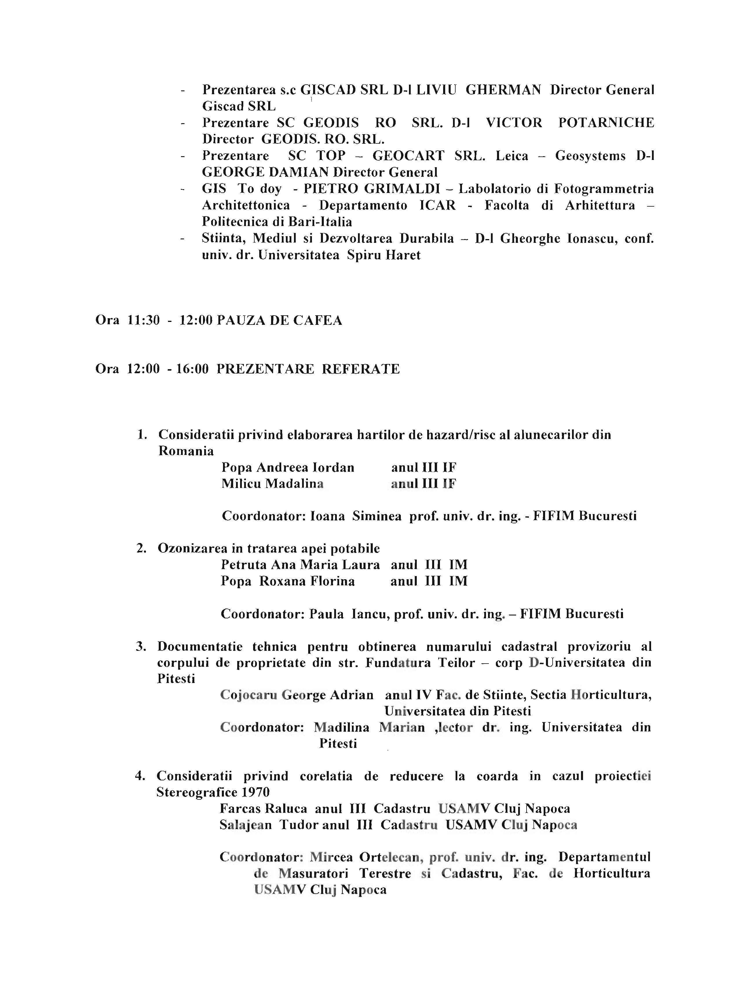 - Prezentarea s.c GISCAD SRL D-l LIVIU GHERMAN Director General
Giscad SRL
- Prezentare SC GEODIS RO SRL. D-l VICTOR POTARNICHE
Director GEODIS. RO. SRL.
- Prezentare SC TOP – GEOCART SRL. Leica – Geosystems D-l
GEORGE DAMIAN Director General
- GIS To doy - PIETRO GRIMALDI – Labolatorio di Fotogrammetria
Architettonica - Departamento ICAR - Facolta di Arhitettura –
Politecnica di Bari-Italia
- Stiinta, Mediul si Dezvoltarea Durabila – D-l Gheorghe Ionascu, conf.
univ. dr. Universitatea Spiru Haret
Ora 11:30 - 12:00 PAUZA DE CAFEA
Ora 12:00 - 16:00 PREZENTARE REFERATE
1. Consideratii privind elaborarea hartilor de hazard/risc al alunecarilor din
Romania
Popa Andreea Iordan anul III IF
Milicu Madalina anul III IF
Coordonator: Ioana Siminea prof. univ. dr. ing. - FIFIM Bucuresti
2. Ozonizarea in tratarea apei potabile
Petruta Ana Maria Laura anul III IM
Popa Roxana Florina anul III IM
Coordonator: Paula Iancu, prof. univ. dr. ing. – FIFIM Bucuresti
3. Documentatie tehnica pentru obtinerea numarului cadastral provizoriu al
corpului de proprietate din str. Fundatura Teilor – corp D-Universitatea din
Pitesti
Cojocaru George Adrian anul IV Fac. de Stiinte, Sectia Horticultura,
Universitatea din Pitesti
Coordonator: Madilina Marian ,lector dr. ing. Universitatea din
Pitesti
4. Consideratii privind corelatia de reducere la coarda in cazul proiectiei
Stereografice 1970
Farcas Raluca anul III Cadastru USAMV Cluj Napoca
Salajean Tudor anul III Cadastru USAMV Cluj Napoca
Coordonator: Mircea Ortelecan, prof. univ. dr. ing. Departamentul
de Masuratori Terestre si Cadastru, Fac. de Horticultura
USAMV Cluj Napoca